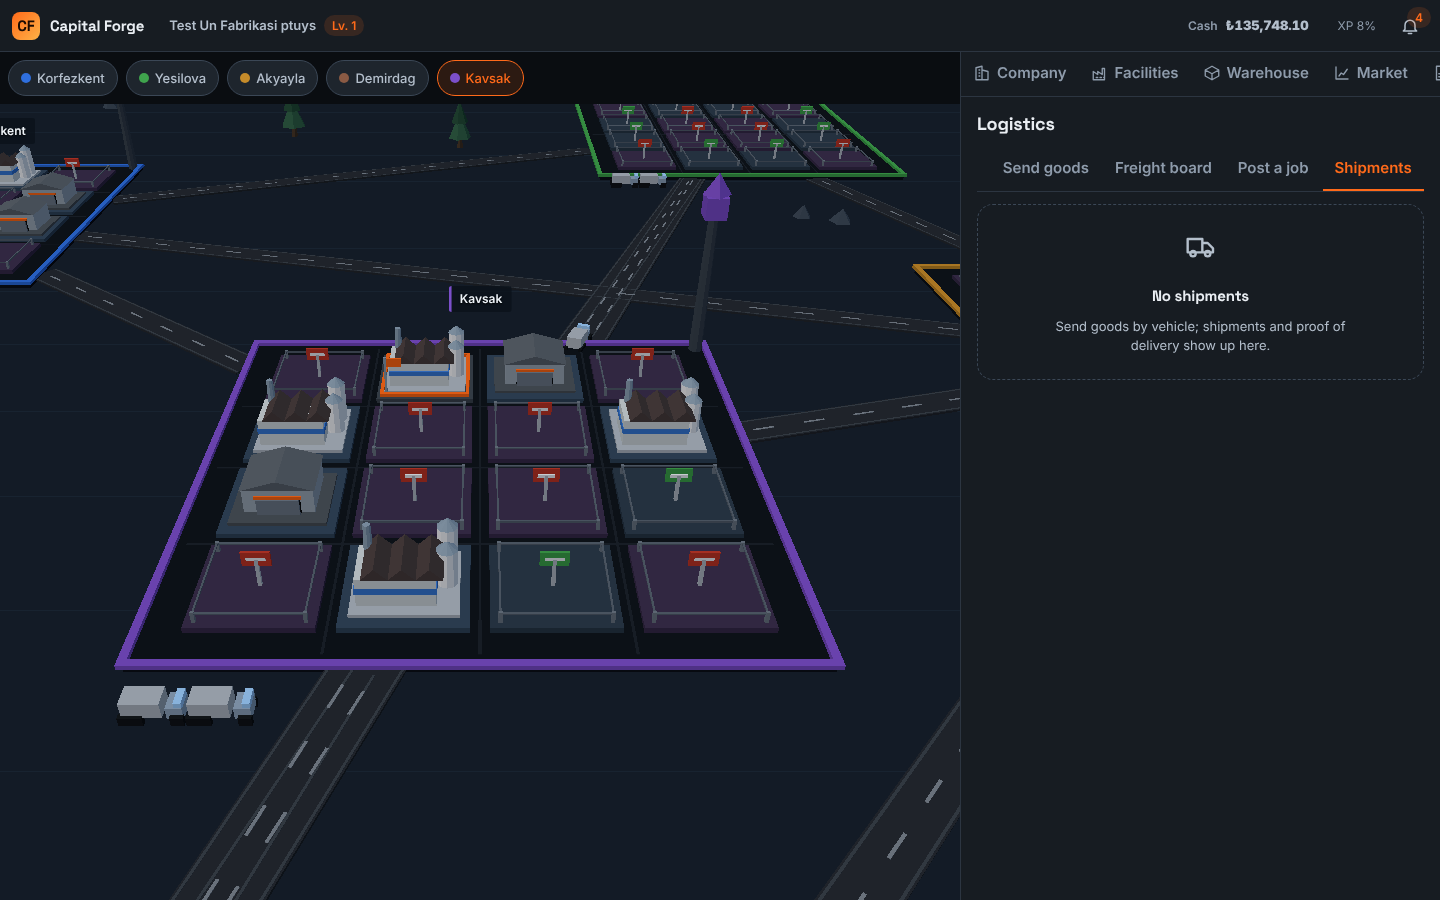 CF
Capital Forge
Test Un Fabrikasi ptuys
Lv. 1
Cash ₺135,748.10
XP 8%
4
Korfezkent
Yesilova
Akyayla
Demirdag
Kavsak
Company
Facilities
Warehouse
Market
kent
Kavsak
Logistics
Send goods
Freight board
Post a job
Shipments
No shipments
Send goods by vehicle; shipments and proof of
delivery show up here.